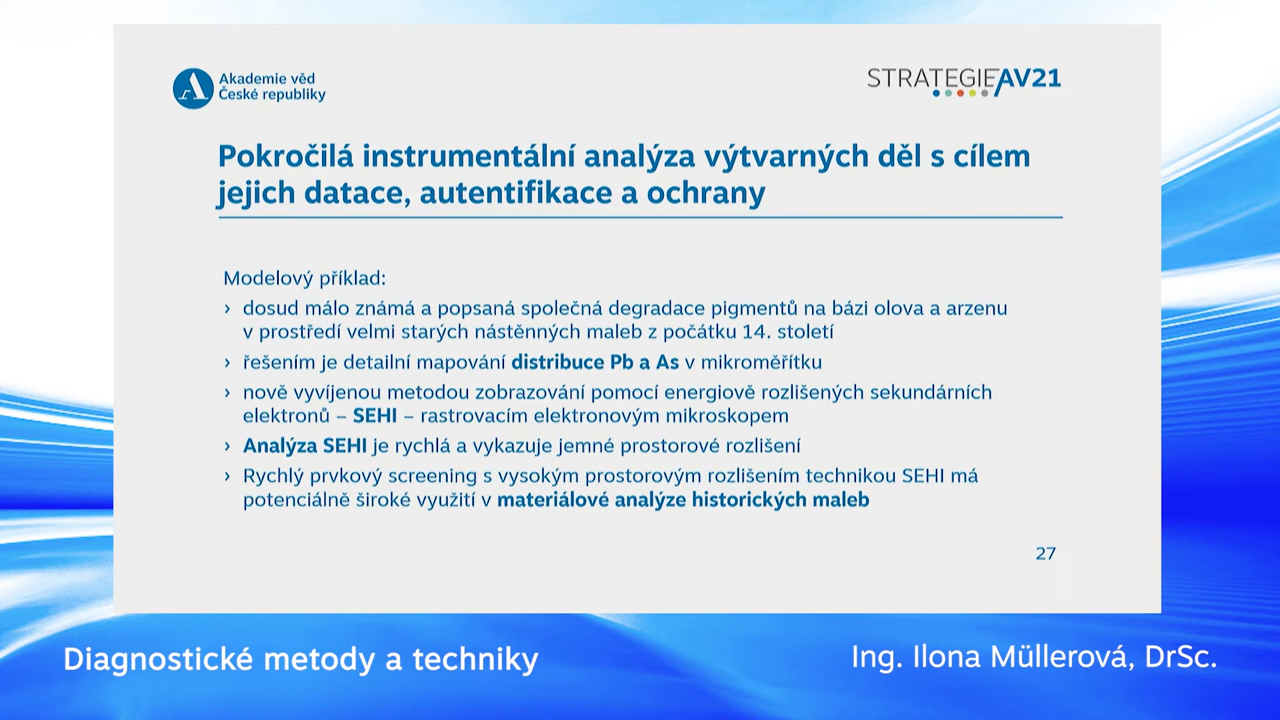 Akademie věd
České republiky
STRATEGIE AV21
Pokročilá instrumentální analýza výtvarných děl s cílem
jejich datace, autentifikace a ochrany
Modelový příklad:
› dosud málo známá a popsaná společná degradace pigmentů na bázi olova a arzenu
v prostředí velmi starých nástěnných maleb z počátku 14. století
› řešením je detailní mapování distribuce Pb a As v mikroměřítku
› nově vyvíjenou metodou zobrazování pomocí energiově rozlišených sekundárních
elektronů – SEHI – rastrovacím elektronovým mikroskopem
› Analýza SEHI je rychlá a vykazuje jemné prostorové rozlišení
› Rychlý prvkový screening s vysokým prostorovým rozlišením technikou SEHI má
potenciálně široké využití v materiálové analýze historických maleb
27
Diagnostické metody a techniky
Ing. Ilona Müllerová, DrSc.